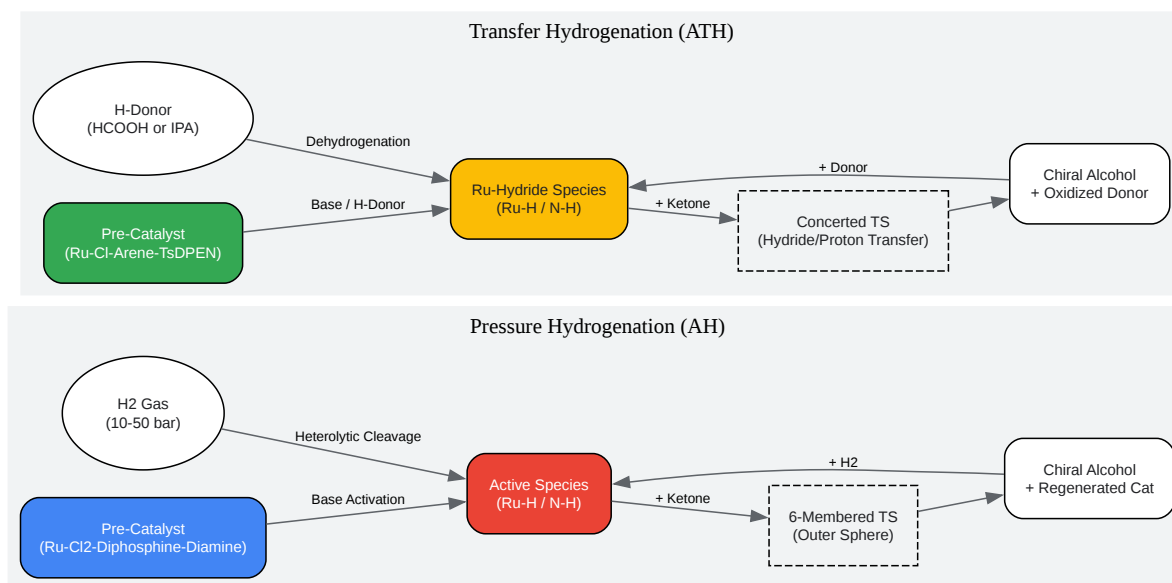 Transfer Hydrogenation (ATH)
H-Donor
(HCOOH or IPA)
Dehydrogenation
Pre-Catalyst
(Ru-Cl-Arene-TsDPEN)
Base / H-Donor
Ru-Hydride Species
(Ru-H / N-H)
+ Donor
+ Ketone
Concerted TS
(Hydride/Proton Transfer)
Chiral Alcohol
+ Oxidized Donor
Pressure Hydrogenation (AH)
H2 Gas
(10-50 bar)
Heterolytic Cleavage
Pre-Catalyst
(Ru-Cl2-Diphosphine-Diamine)
Base Activation
Active Species
(Ru-H / N-H)
+ H2
+ Ketone
6-Membered TS
(Outer Sphere)
Chiral Alcohol
+ Regenerated Cat